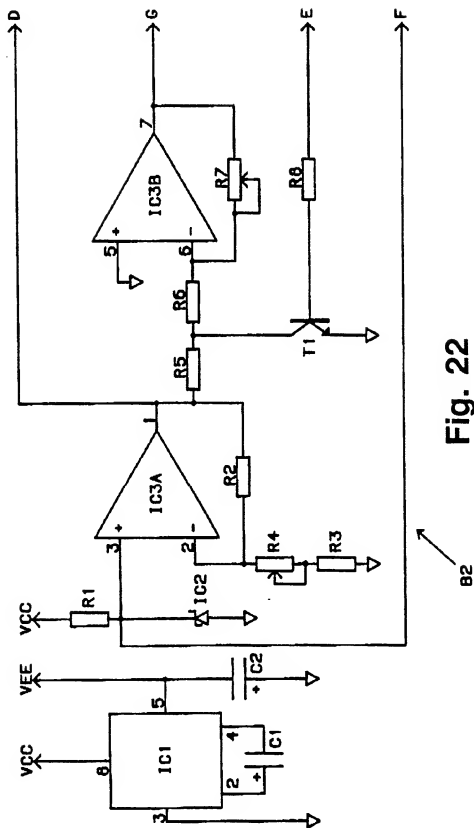 D
VCC
VEE
VCC
R1
8
IC1
5
3
2
4
C1
+
C2
+
IC2
3
+
2
-
IC3A
1
R2
R4
R3
R5
R6
5
+
6
-
IC3B
7
G
R7
T1
R8
E
F
82
Fig. 22